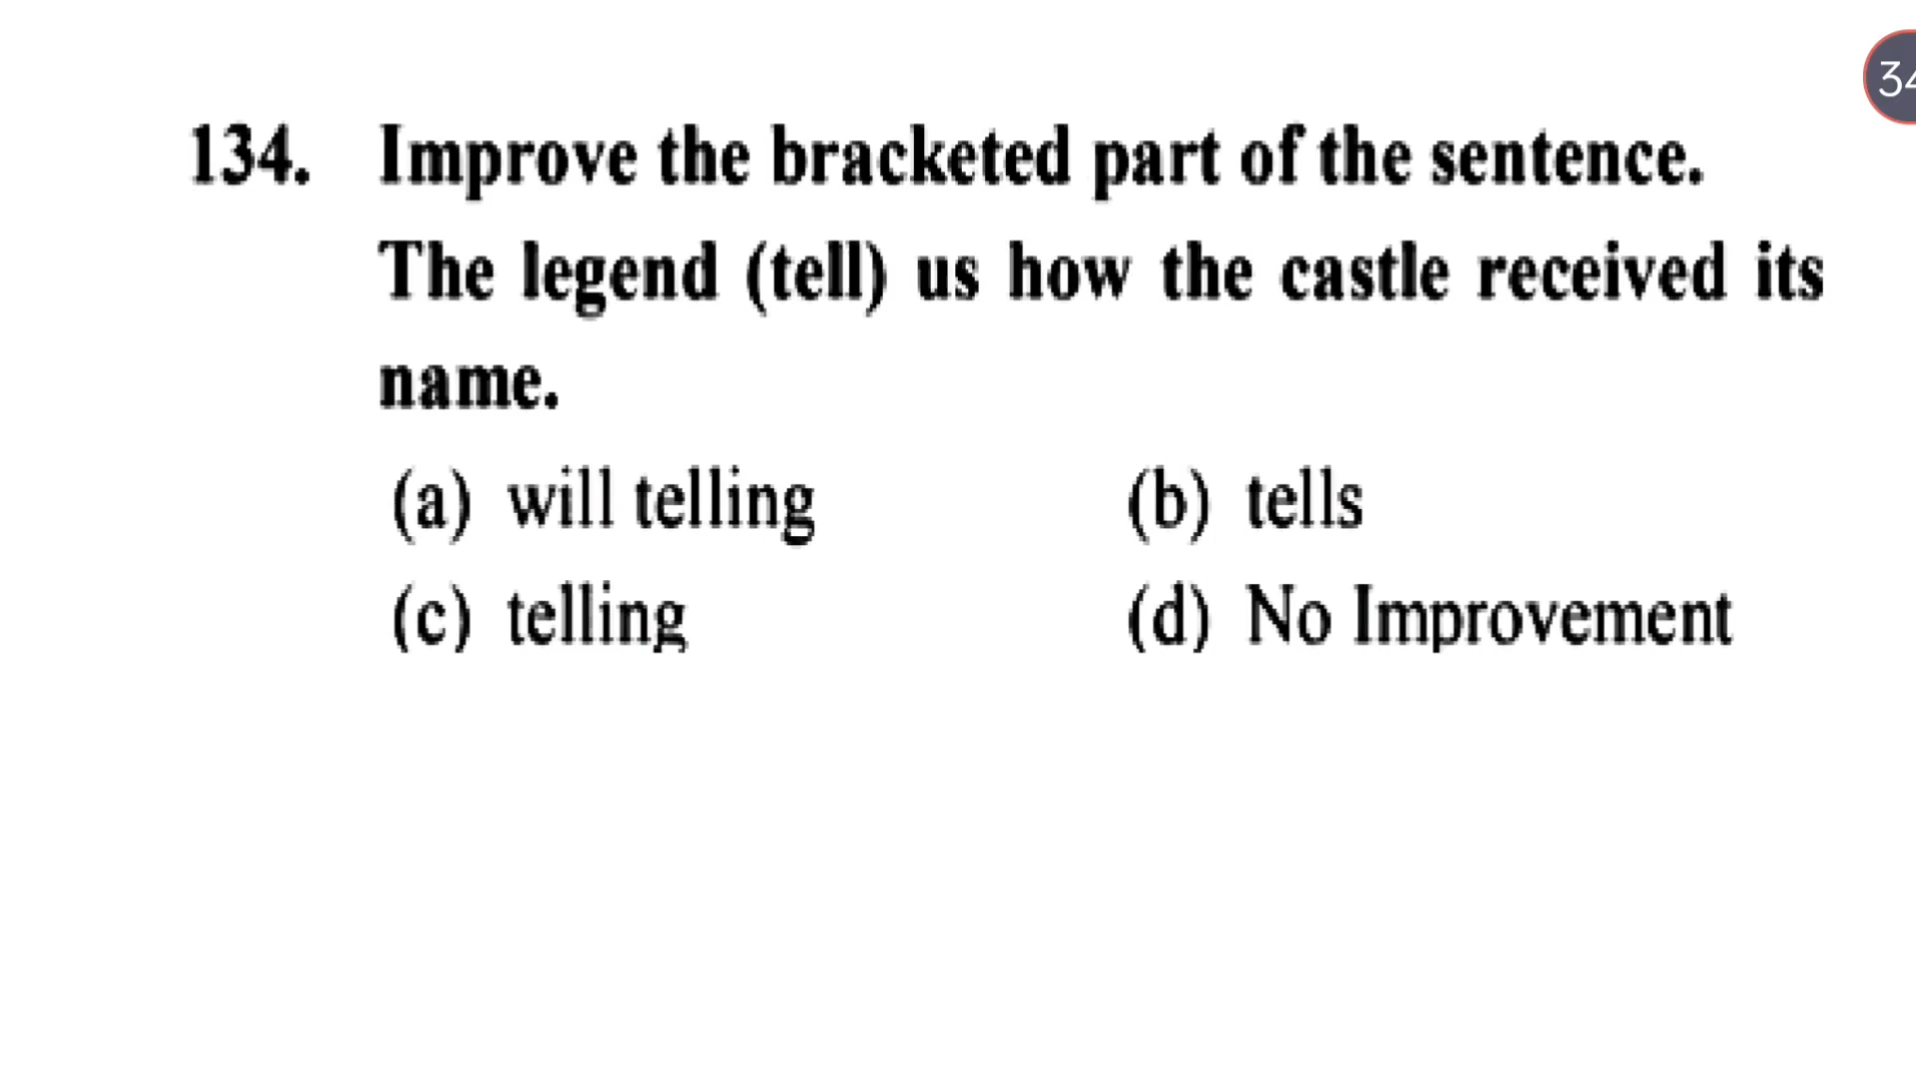 34
134. Improve the bracketed part of the sentence.
The legend (tell) us how the castle received its
name.
(a) will telling (b) tells
(c) telling (d) No Improvement